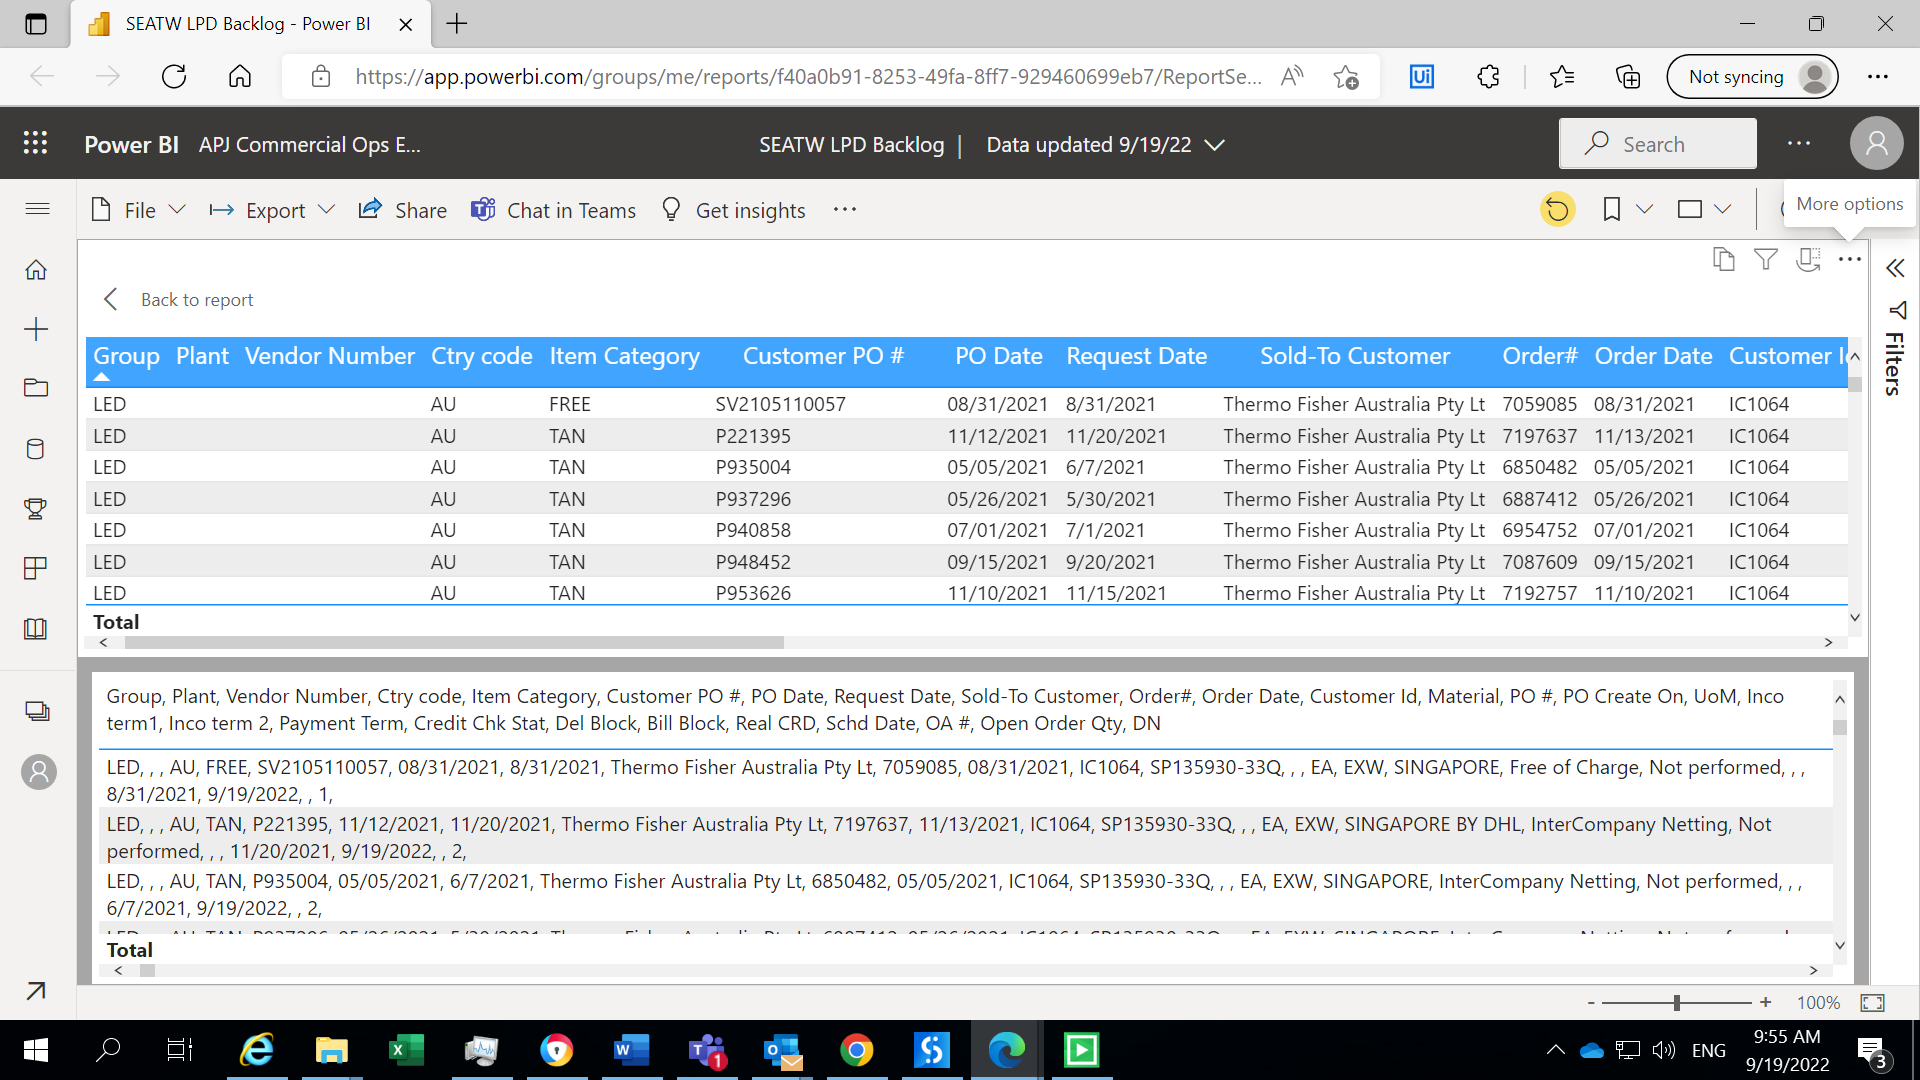 SEATW LPD Backlog - Power BI
https://app.powerbi.com/groups/me/reports/f40a0b91-8253-49fa-8ff7-929460699eb7/ReportSe...
Not syncing
Power BI APJ Commercial Ops E...
SEATW LPD Backlog | Data updated 9/19/22
Search
File Export Share Chat in Teams Get insights
More options
Back to report
Filters
Group Plant Vendor Number Ctry code Item Category Customer PO # PO Date Request Date Sold-To Customer Order# Order Date Customer Id
LED AU FREE SV2105110057 08/31/2021 8/31/2021 Thermo Fisher Australia Pty Lt 7059085 08/31/2021 IC1064
LED AU TAN P221395 11/12/2021 11/20/2021 Thermo Fisher Australia Pty Lt 7197637 11/13/2021 IC1064
LED AU TAN P935004 05/05/2021 6/7/2021 Thermo Fisher Australia Pty Lt 6850482 05/05/2021 IC1064
LED AU TAN P937296 05/26/2021 5/30/2021 Thermo Fisher Australia Pty Lt 6887412 05/26/2021 IC1064
LED AU TAN P940858 07/01/2021 7/1/2021 Thermo Fisher Australia Pty Lt 6954752 07/01/2021 IC1064
LED AU TAN P948452 09/15/2021 9/20/2021 Thermo Fisher Australia Pty Lt 7087609 09/15/2021 IC1064
LED AU TAN P953626 11/10/2021 11/15/2021 Thermo Fisher Australia Pty Lt 7192757 11/10/2021 IC1064
Total
Group, Plant, Vendor Number, Ctry code, Item Category, Customer PO #, PO Date, Request Date, Sold-To Customer, Order#, Order Date, Customer Id, Material, PO #, PO Create On, UoM, Inco
term1, Inco term 2, Payment Term, Credit Chk Stat, Del Block, Bill Block, Real CRD, Schd Date, OA #, Open Order Qty, DN
LED, , , AU, FREE, SV2105110057, 08/31/2021, 8/31/2021, Thermo Fisher Australia Pty Lt, 7059085, 08/31/2021, IC1064, SP135930-33Q, , , EA, EXW, SINGAPORE, Free of Charge, Not performed, , ,
8/31/2021, 9/19/2022, , 1,
LED, , , AU, TAN, P221395, 11/12/2021, 11/20/2021, Thermo Fisher Australia Pty Lt, 7197637, 11/13/2021, IC1064, SP135930-33Q, , , EA, EXW, SINGAPORE BY DHL, InterCompany Netting, Not
performed, , , 11/20/2021, 9/19/2022, , 2,
LED, , , AU, TAN, P935004, 05/05/2021, 6/7/2021, Thermo Fisher Australia Pty Lt, 6850482, 05/05/2021, IC1064, SP135930-33Q, , , EA, EXW, SINGAPORE, InterCompany Netting, Not performed, , ,
6/7/2021, 9/19/2022, , 2,
Total
- + 100%
ENG
9:55 AM
9/19/2022
3